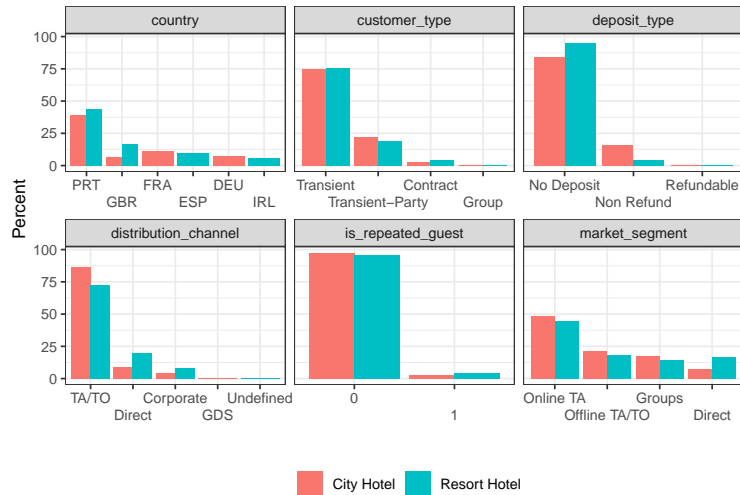 country
customer_type
deposit_type
100
75
50
25
0
PRT
FRA
DEU
GBR
ESP
IRL
Transient
Contract
Transient−Party
Group
No Deposit
Refundable
Non Refund
Percent
distribution_channel
is_repeated_guest
market_segment
100
75
50
25
0
TA/TO
Corporate
Undefined
Direct
GDS
0
1
Online TA
Groups
Offline TA/TO
Direct
City Hotel
Resort Hotel